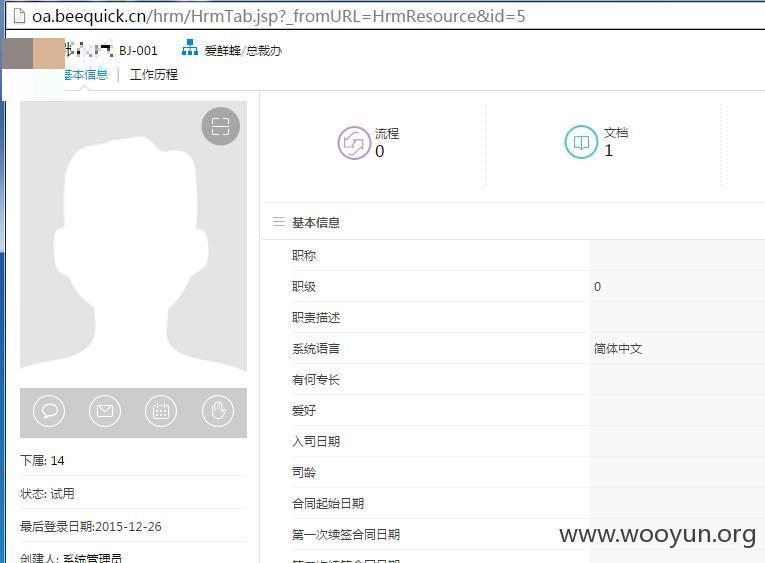 oa.beequick.cn/hrm/HrmTab.jsp?_fromURL=HrmResource&id=5
BJ-001 爱鲜蜂/总裁办
基本信息 | 工作历程
流程
0
文档
1
基本信息
职称
职级 0
职责描述
系统语言 简体中文
有何专长
爱好
入司日期
司龄
合同起始日期
第一次续签合同日期
下属: 14
状态: 试用
最后登录日期:2015-12-26
创建人: 系统管理员
www.wooyun.org